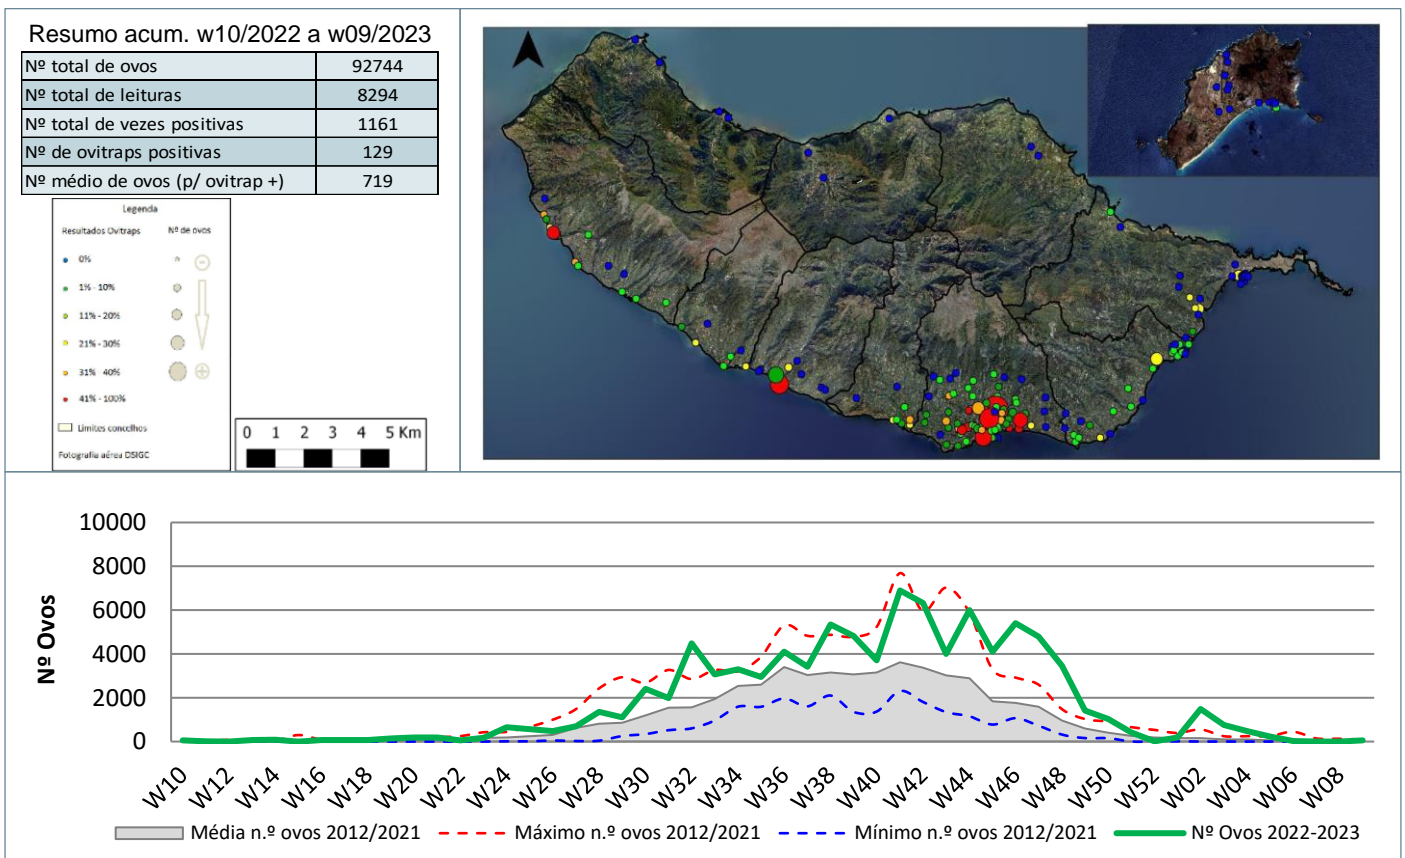 Resumo acum. w10/2022 a w09/2023
Nº total de ovos 92744
Nº total de leituras 8294
Nº total de vezes positivas 1161
Nº de ovitraps positivas 129
Nº médio de ovos (p/ ovitrap +) 719
Legenda
Resultados Ovitraps Nº de ovos
0%
1% - 10%
11% - 20%
21% - 30%
31% - 40%
41% - 100%
Limites concelhos
Fotografia aérea DSIGC
0 1 2 3 4 5 Km
Nº Ovos
10000
8000
6000
4000
2000
0
W10 W12 W14 W16 W18 W20 W22 W24 W26 W28 W30 W32 W34 W36 W38 W40 W42 W44 W46 W48 W50 W52 W02 W04 W06 W08
Média n.º ovos 2012/2021 Máximo n.º ovos 2012/2021 Mínimo n.º ovos 2012/2021 Nº Ovos 2022-2023